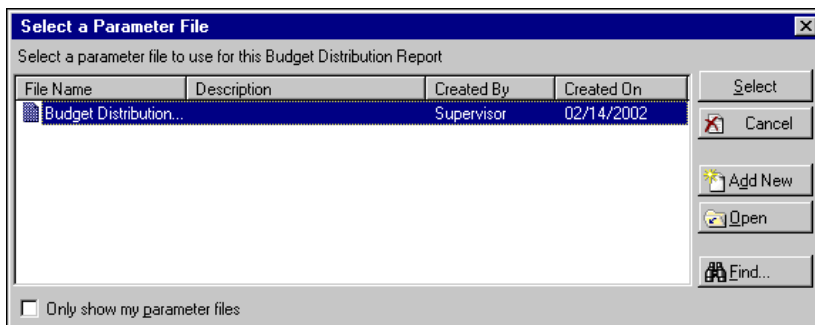 Select a Parameter File
Select a parameter file to use for this Budget Distribution Report
File Name Description Created By Created On
Budget Distribution... Supervisor 02/14/2002
Select
Cancel
Add New
Open
Find...
Only show my parameter files